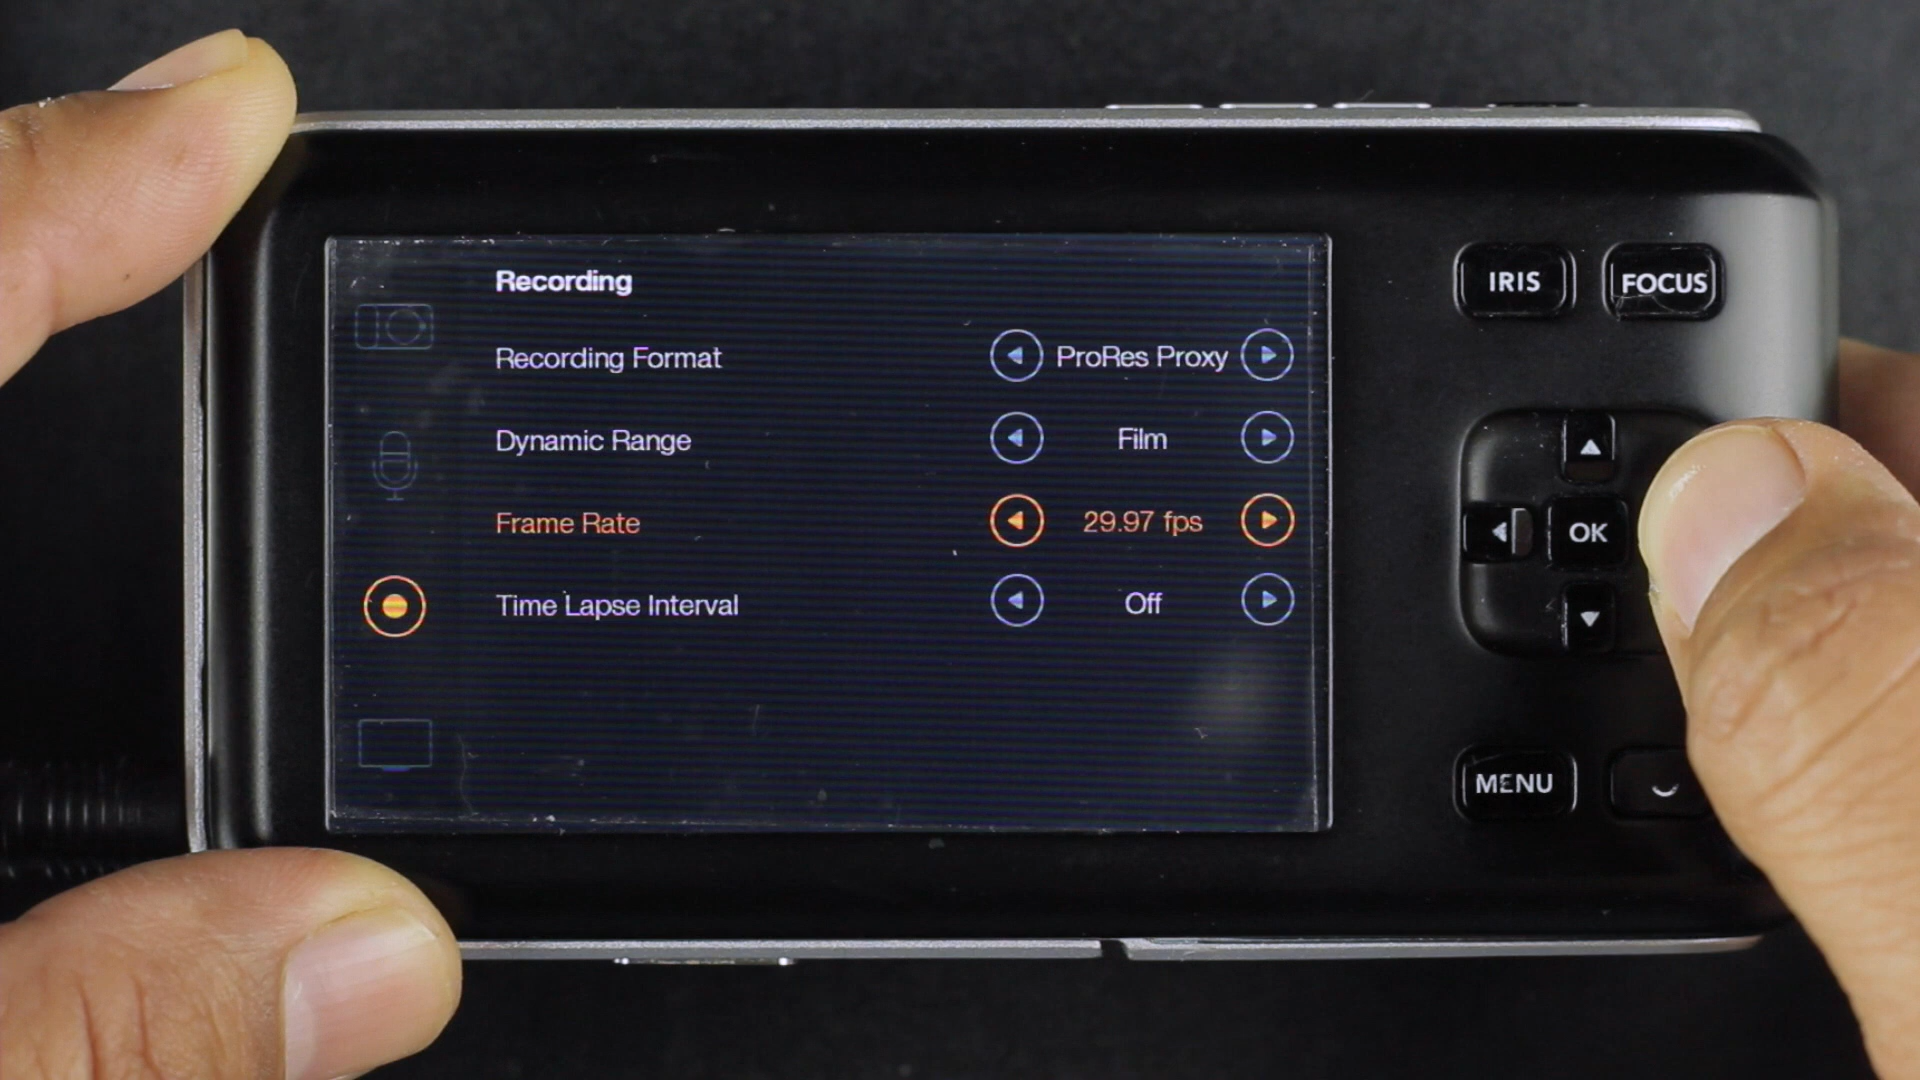 Recording
Recording Format ProRes Proxy
Dynamic Range Film
Frame Rate 29.97 fps
Time Lapse Interval Off
IRIS FOCUS
OK
MENU